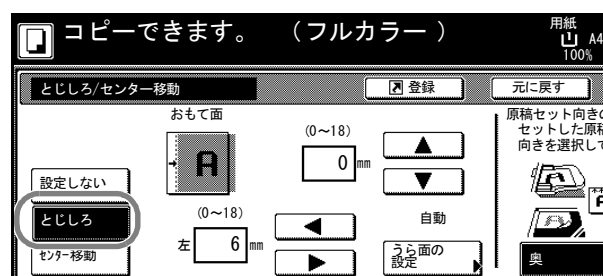 コピーできます。　（フルカラー　）
用紙
A4
100%
とじしろ/センター移動
登録
元に戻す
おもて面
原稿セット向きの
セットした原稿
向きを選択して
(0～18)
A
0 mm
設定しない
とじしろ
センター移動
(0～18)
左 6 mm
自動
うら面の
設定
奥